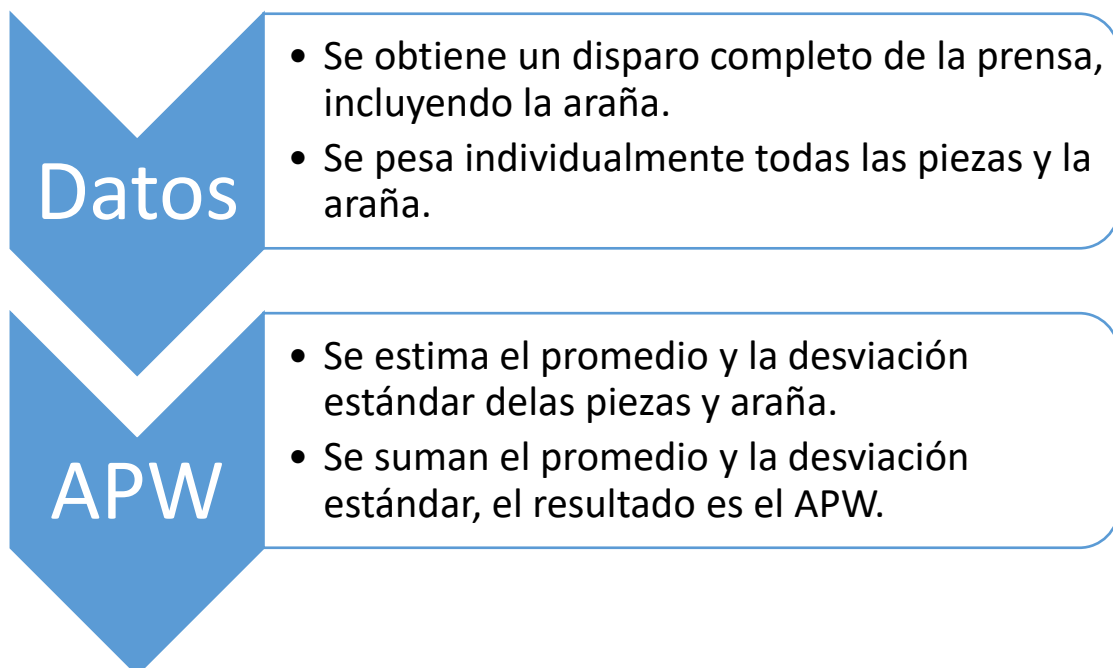 Datos
• Se obtiene un disparo completo de la prensa,
incluyendo la araña.
• Se pesa individualmente todas las piezas y la
araña.
APW
• Se estima el promedio y la desviación
estándar delas piezas y araña.
• Se suman el promedio y la desviación
estándar, el resultado es el APW.